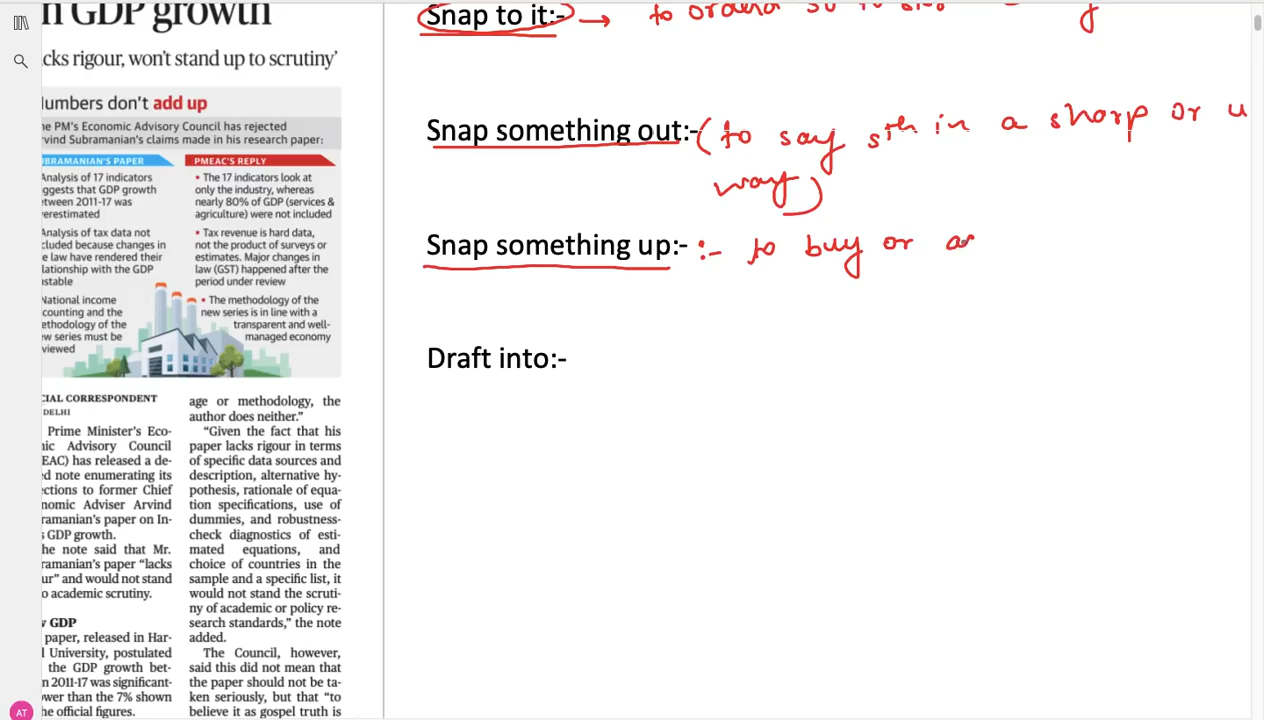 n GDP growth
cks rigour, won't stand up to scrutiny'
lumbers don't add up
ne PM's Economic Advisory Council has rejected
rvind Subramanian's claims made in his research paper:
UBRAMANIAN'S PAPER
Analysis of 17 indicators
ggests that GDP growth
tween 2011-17 was
verestimated
Analysis of tax data not
cluded because changes in
e law have rendered their
lationship with the GDP
nstable
National income
counting and the
ethodology of the
w series must be
viewed
PMEAC'S REPLY
• The 17 indicators look at
only the industry, whereas
nearly 80% of GDP (services &
agriculture) were not included
• Tax revenue is hard data,
not the product of surveys or
estimates. Major changes in
law (GST) happened after the
period under review
• The methodology of the
new series is in line with a
transparent and well-
managed economy
CIAL CORRESPONDENT
DELHI
Prime Minister's Eco-
nic Advisory Council
EAC) has released a de-
ed note enumerating its
ections to former Chief
nomic Adviser Arvind
ramanian's paper on In-
s GDP growth.
he note said that Mr.
ramanian's paper "lacks
ur" and would not stand
o academic scrutiny.
v GDP
paper, released in Har-
l University, postulated
the GDP growth bet-
n 2011-17 was significant-
ower than the 7% shown
he official figures.
age or methodology, the
author does neither."
"Given the fact that his
paper lacks rigour in terms
of specific data sources and
description, alternative hy-
pothesis, rationale of equa-
tion specifications, use of
dummies, and robustness-
check diagnostics of esti-
mated equations, and
choice of countries in the
sample and a specific list, it
would not stand the scruti-
ny of academic or policy re-
search standards," the note
added.
The Council, however,
said this did not mean that
the paper should not be ta-
ken seriously, but that "to
believe it as gospel truth is
Snap to it:- → to
Snap something out:- (to say sth in a sharp or u
way)
Snap something up:- :- to buy or
Draft into:-
AT